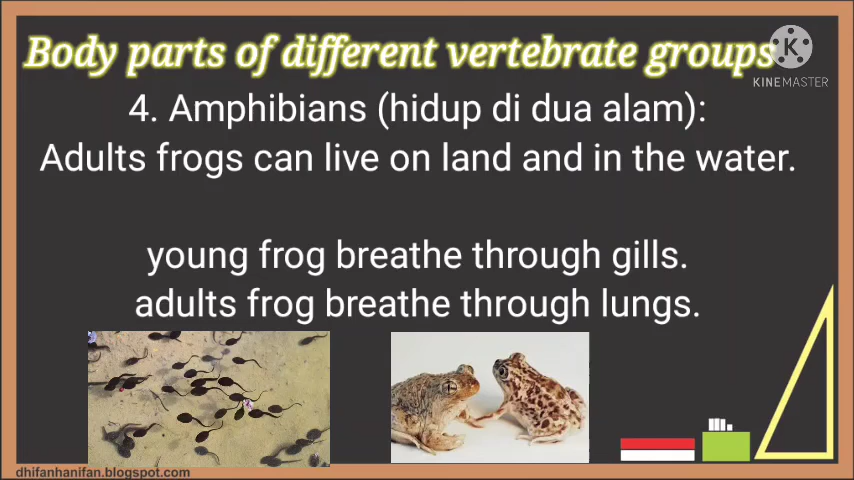 Body parts of different vertebrate groups
KINEMASTER
4. Amphibians (hidup di dua alam):
Adults frogs can live on land and in the water.
young frog breathe through gills.
adults frog breathe through lungs.
dhifanhanifan.blogspot.com